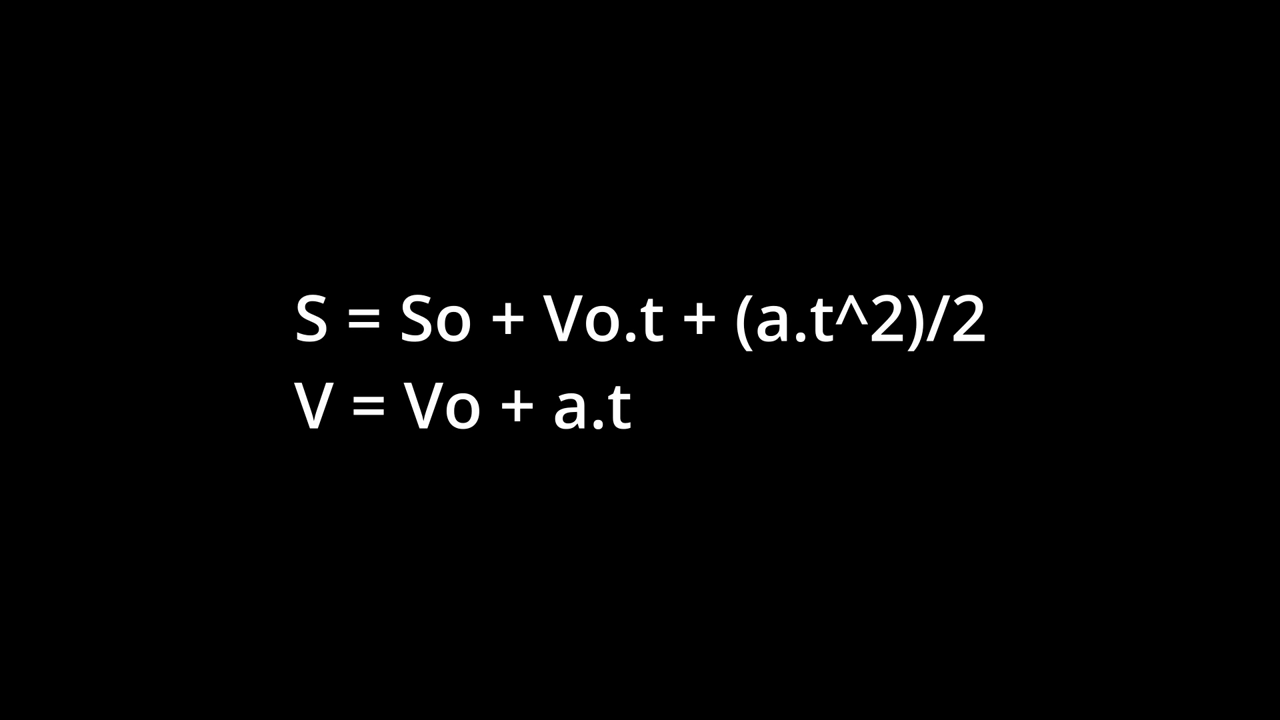 S = So + Vo.t + (a.t^2)/2
V = Vo + a.t